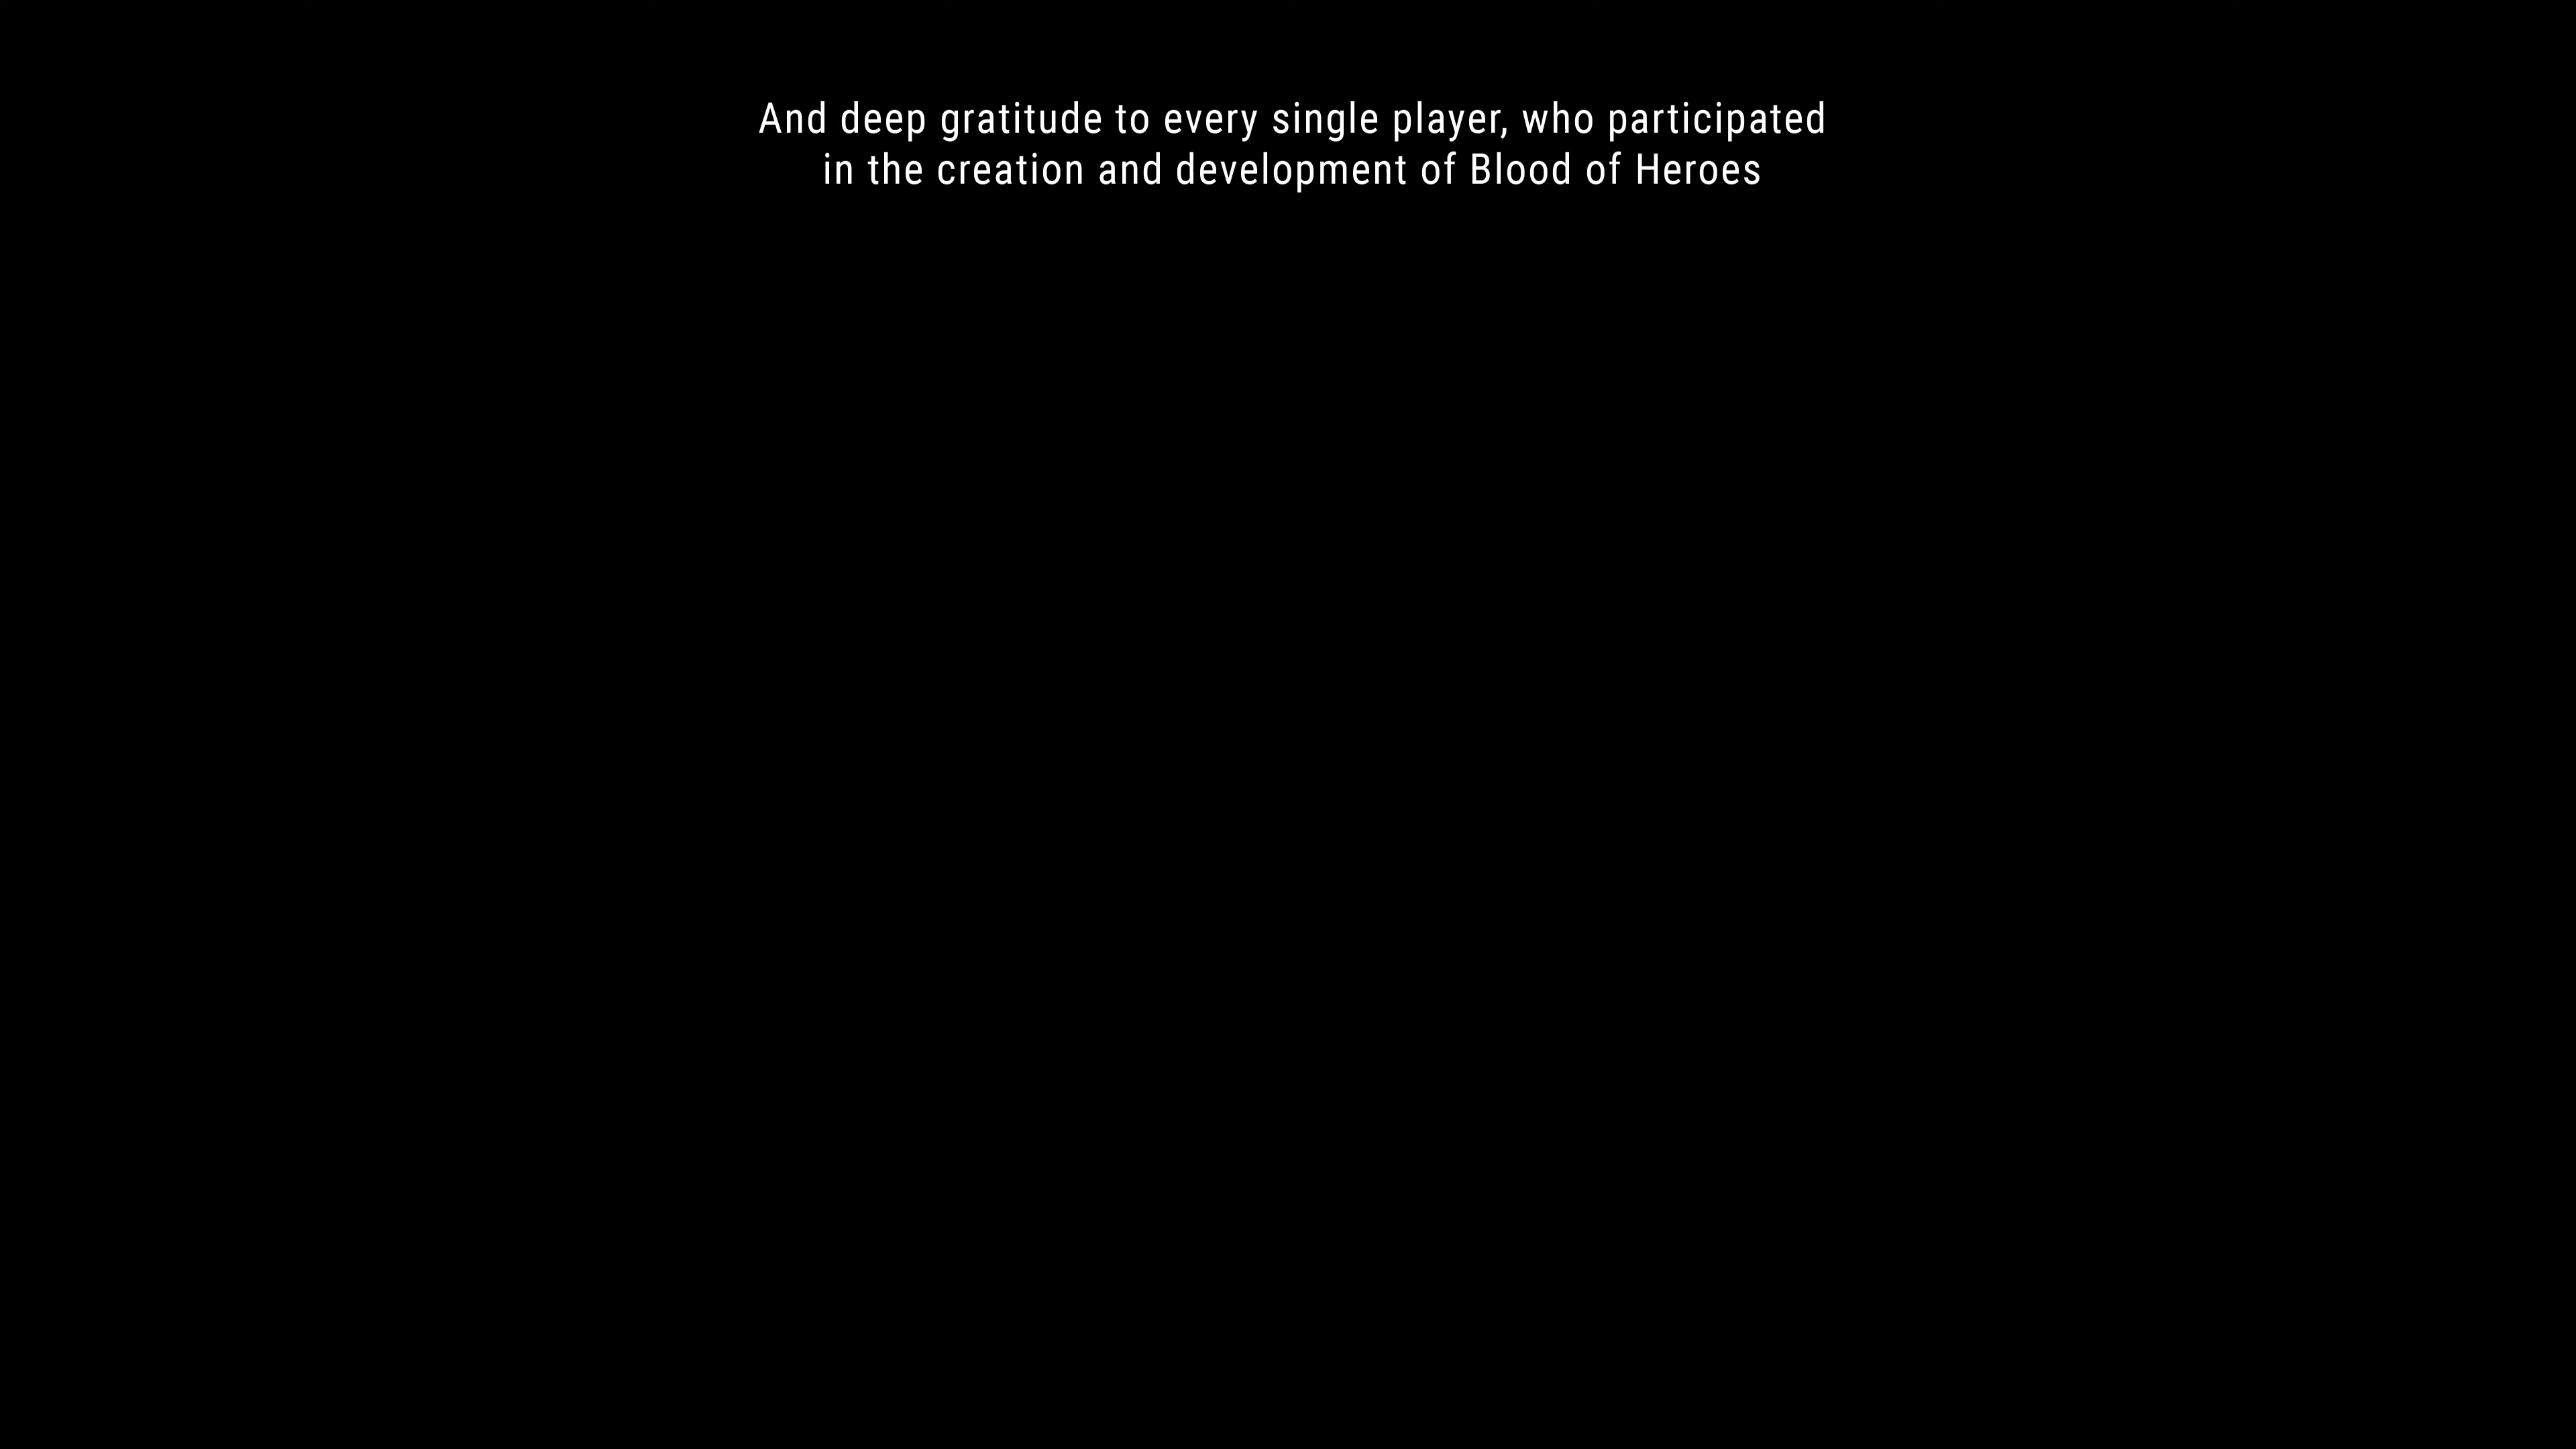 And deep gratitude to every single player, who participated
in the creation and development of Blood of Heroes